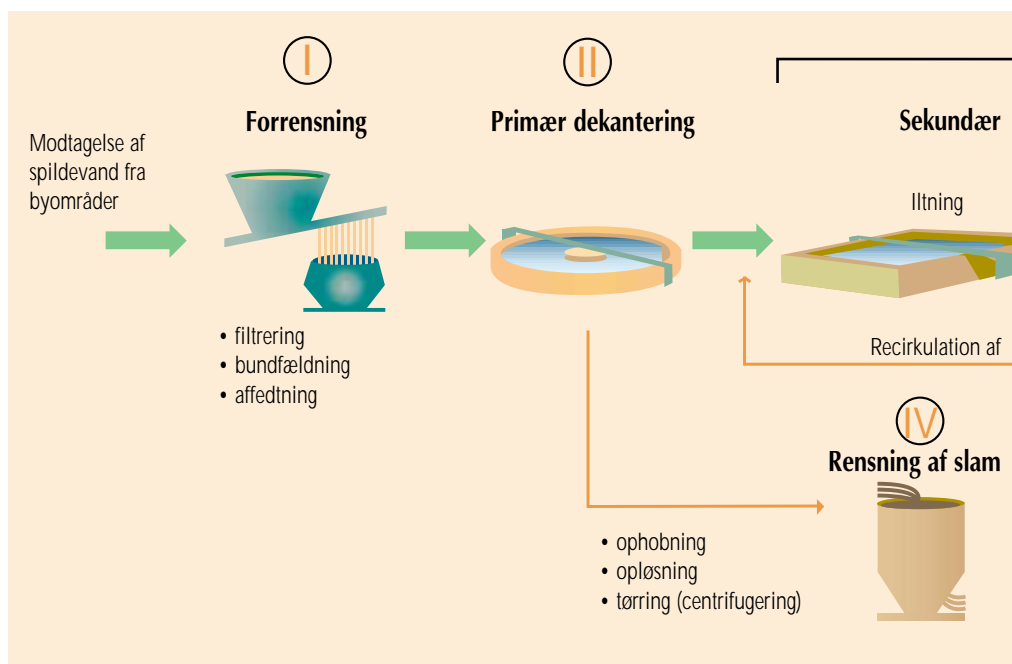 I
Forrensning
Modtagelse af
spildevand fra
byområder
• filtrering
• bundfældning
• affedtning
II
Primær dekantering
Sekundær
Iltning
Recirkulation af
IV
Rensning af slam
• ophobning
• opløsning
• tørring (centrifugering)